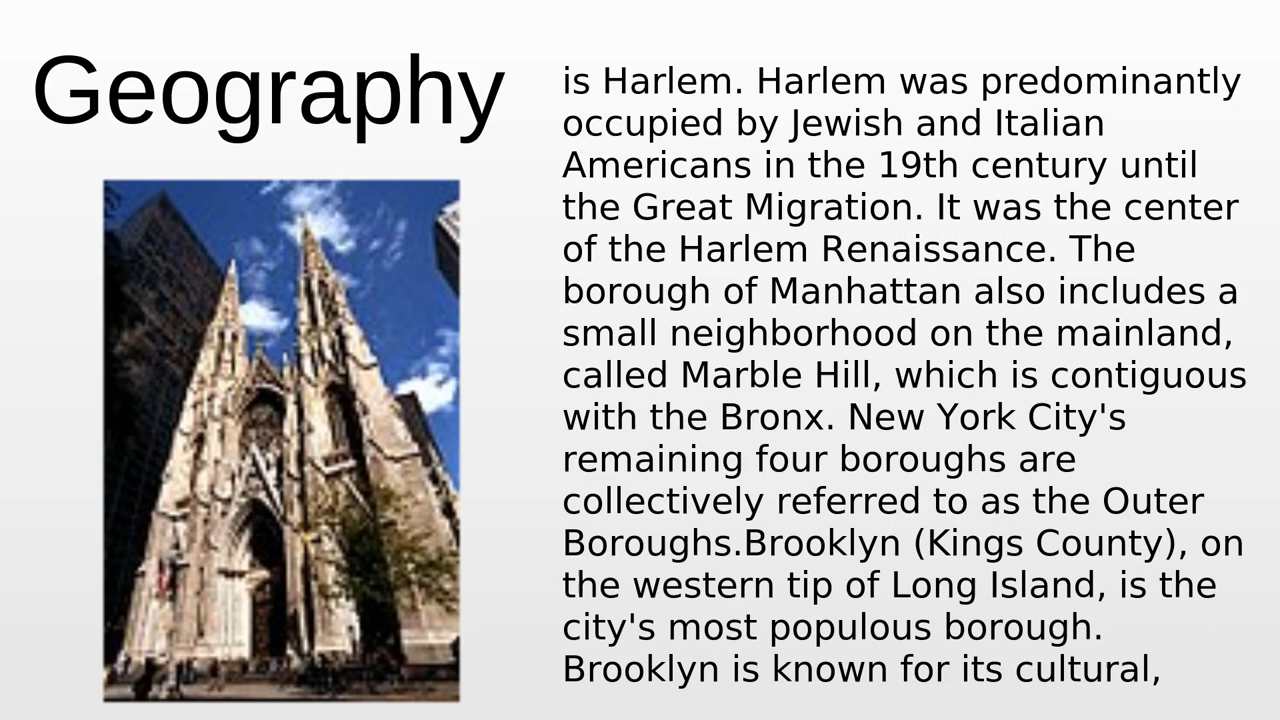 Geography
is Harlem. Harlem was predominantly
occupied by Jewish and Italian
Americans in the 19th century until
the Great Migration. It was the center
of the Harlem Renaissance. The
borough of Manhattan also includes a
small neighborhood on the mainland,
called Marble Hill, which is contiguous
with the Bronx. New York City's
remaining four boroughs are
collectively referred to as the Outer
Boroughs.Brooklyn (Kings County), on
the western tip of Long Island, is the
city's most populous borough.
Brooklyn is known for its cultural,